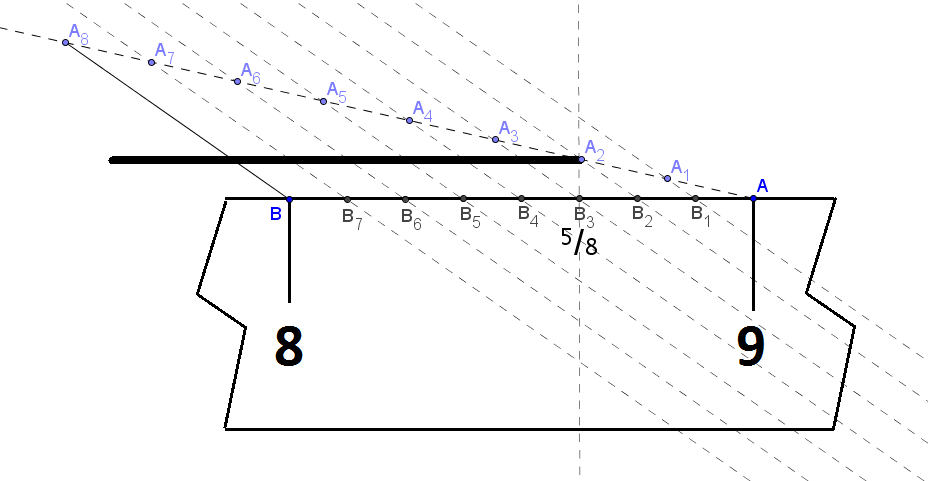 A₈
A₇
A₆
A₅
A₄
A₃
A₂
A₁
A
B
B₇
B₆
B₅
B₄
B₃
B₂
B₁
5/8
8
9